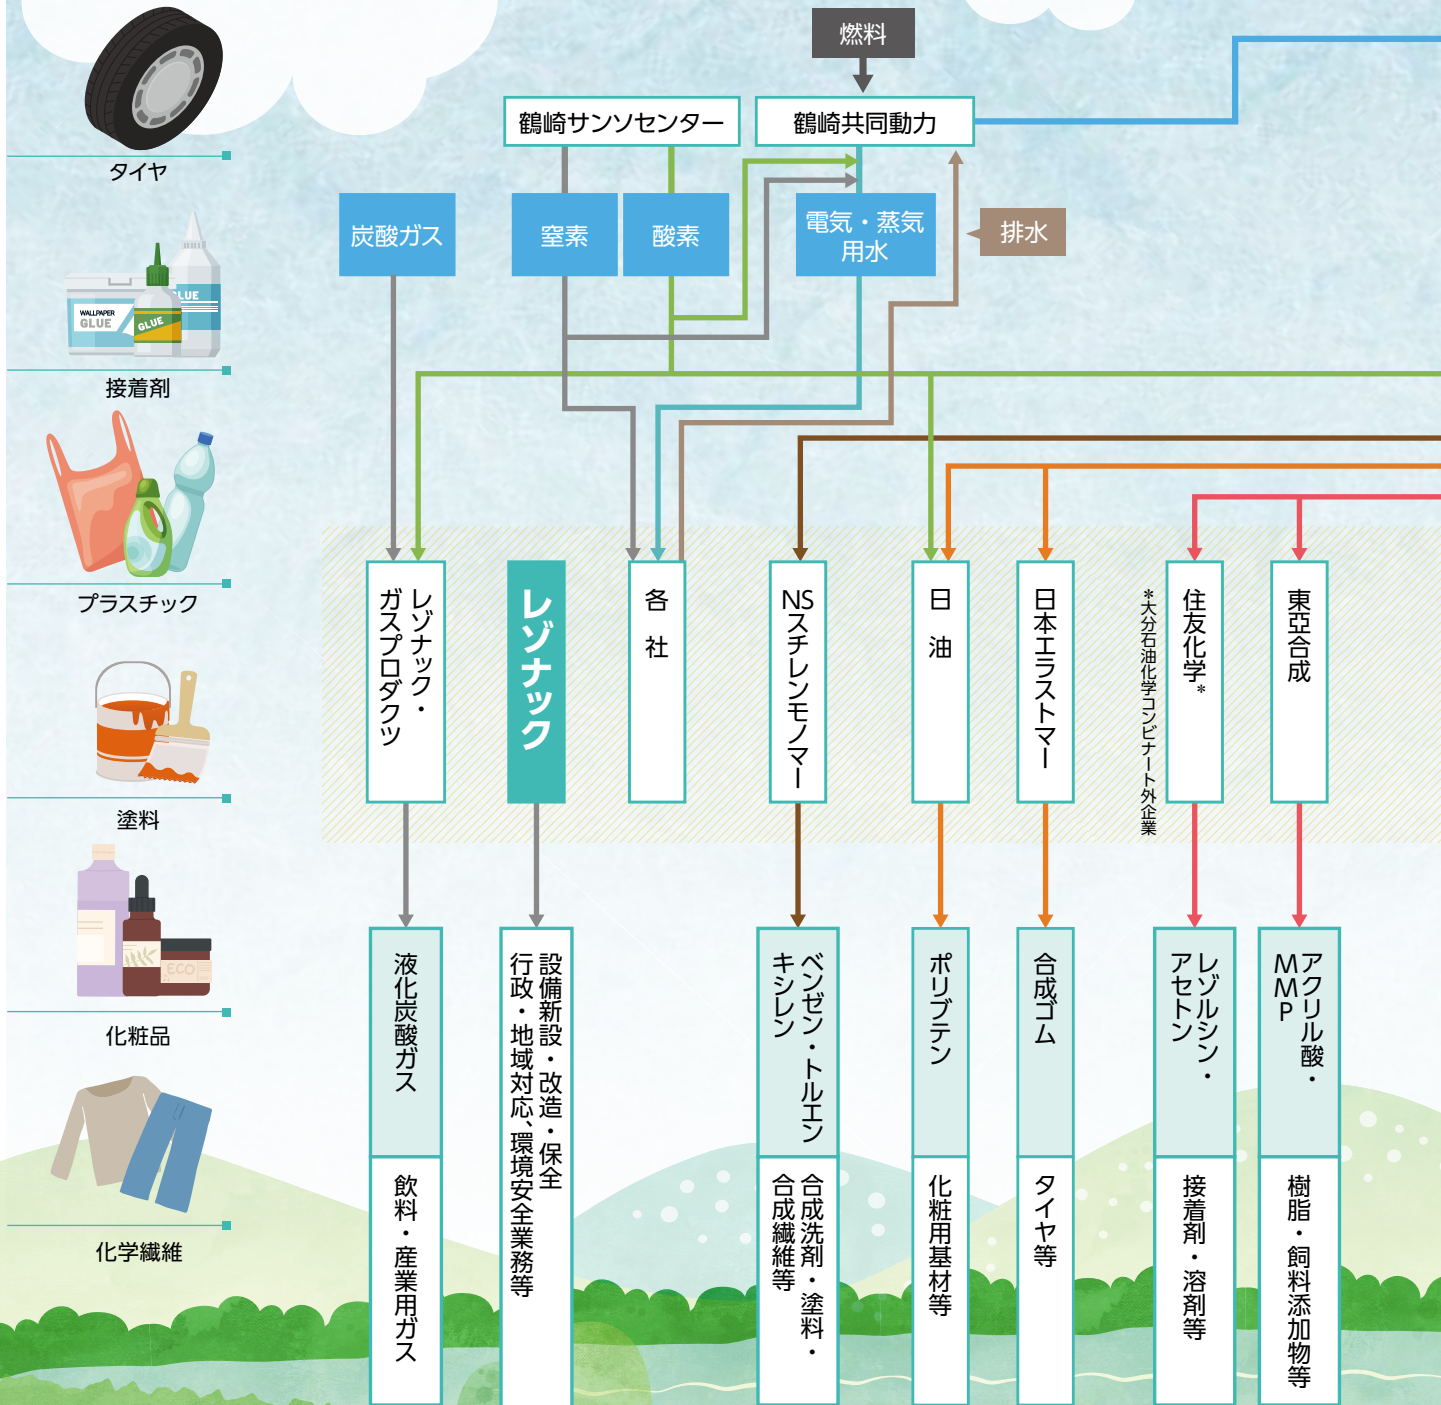 燃料
鶴崎サンソセンター
鶴崎共同動力
炭酸ガス
窒素
酸素
電気・蒸気
用水
排水
タイヤ
WALLPAPER
GLUE
GLUE
GLUE
接着剤
プラスチック
塗料
ECO
化粧品
化学繊維
レゾナック・
ガスプロダクツ
レゾナック
各社
NSスチレンモノマー
日油
日本エラストマー
住友化学*
*大分石油化学コンビナート外企業
東亞合成
液化炭酸ガス
飲料・産業用ガス
設備新設・改造・保全
行政・地域対応、環境安全業務等
ベンゼン・トルエン
キシレン
合成洗剤・塗料・
合成繊維等
ポリブテン
化粧用基材等
合成ゴム
タイヤ等
レゾルシン・
アセトン
接着剤・溶剤等
アクリル酸・
MMP
樹脂・飼料添加物等